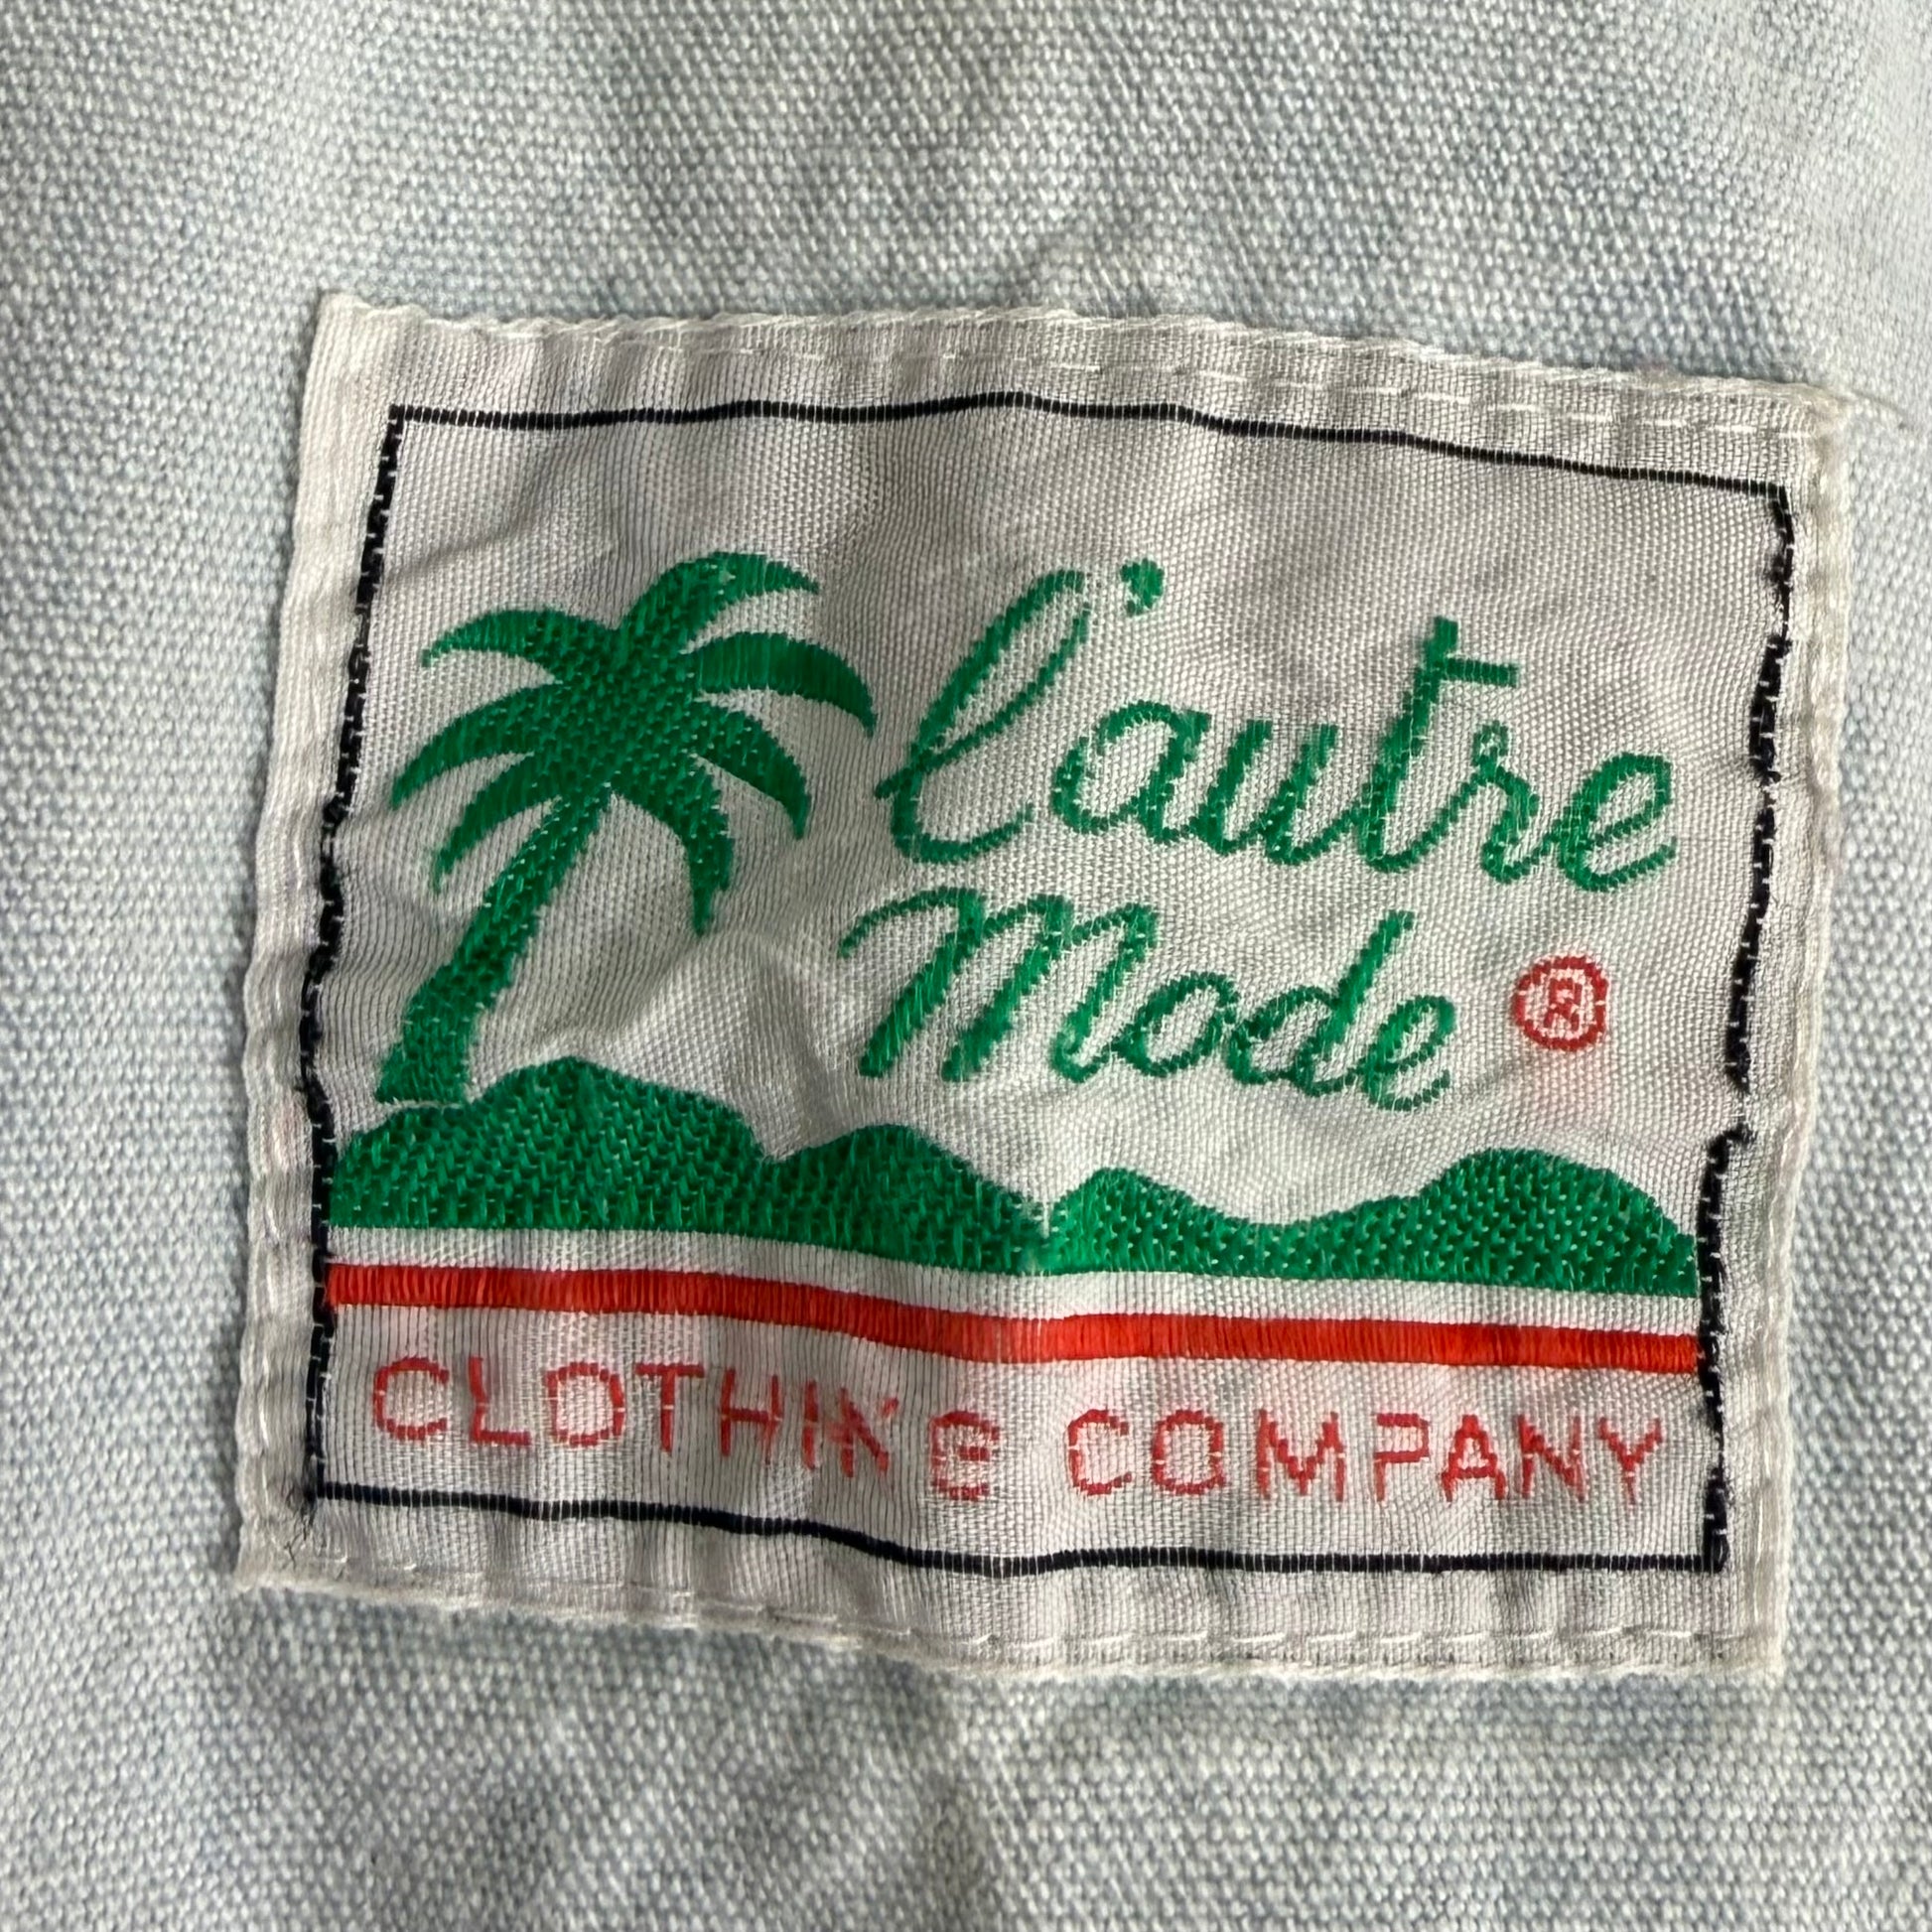 l'autre
Mode ®
CLOTHING COMPANY